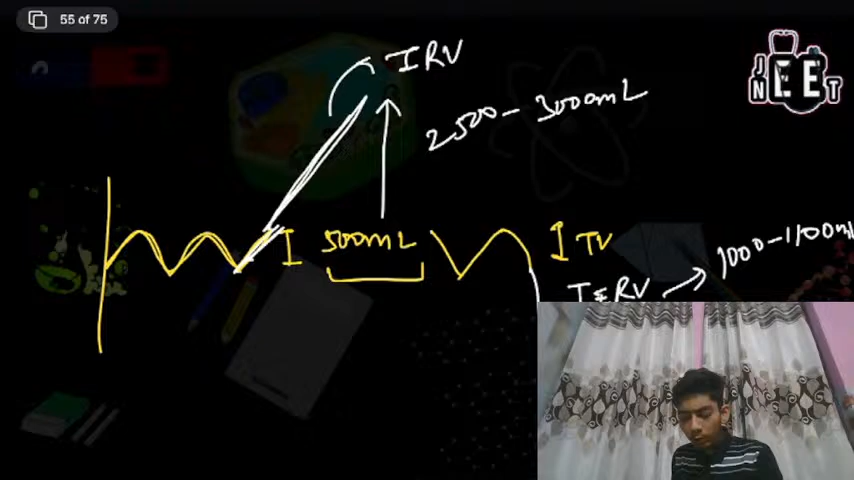 55 of 75
IRV
2500 - 3000mL
J
NEET
I 500mL
I TV
IERV → 1000-1100ml